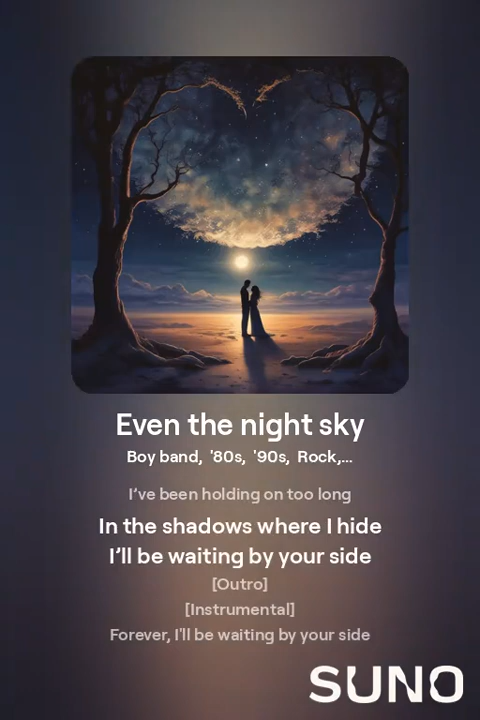 Even the night sky
Boy band, '80s, '90s, Rock,...
I’ve been holding on too long
In the shadows where I hide
I’ll be waiting by your side
[Outro]
[Instrumental]
Forever, I'll be waiting by your side
SUNO